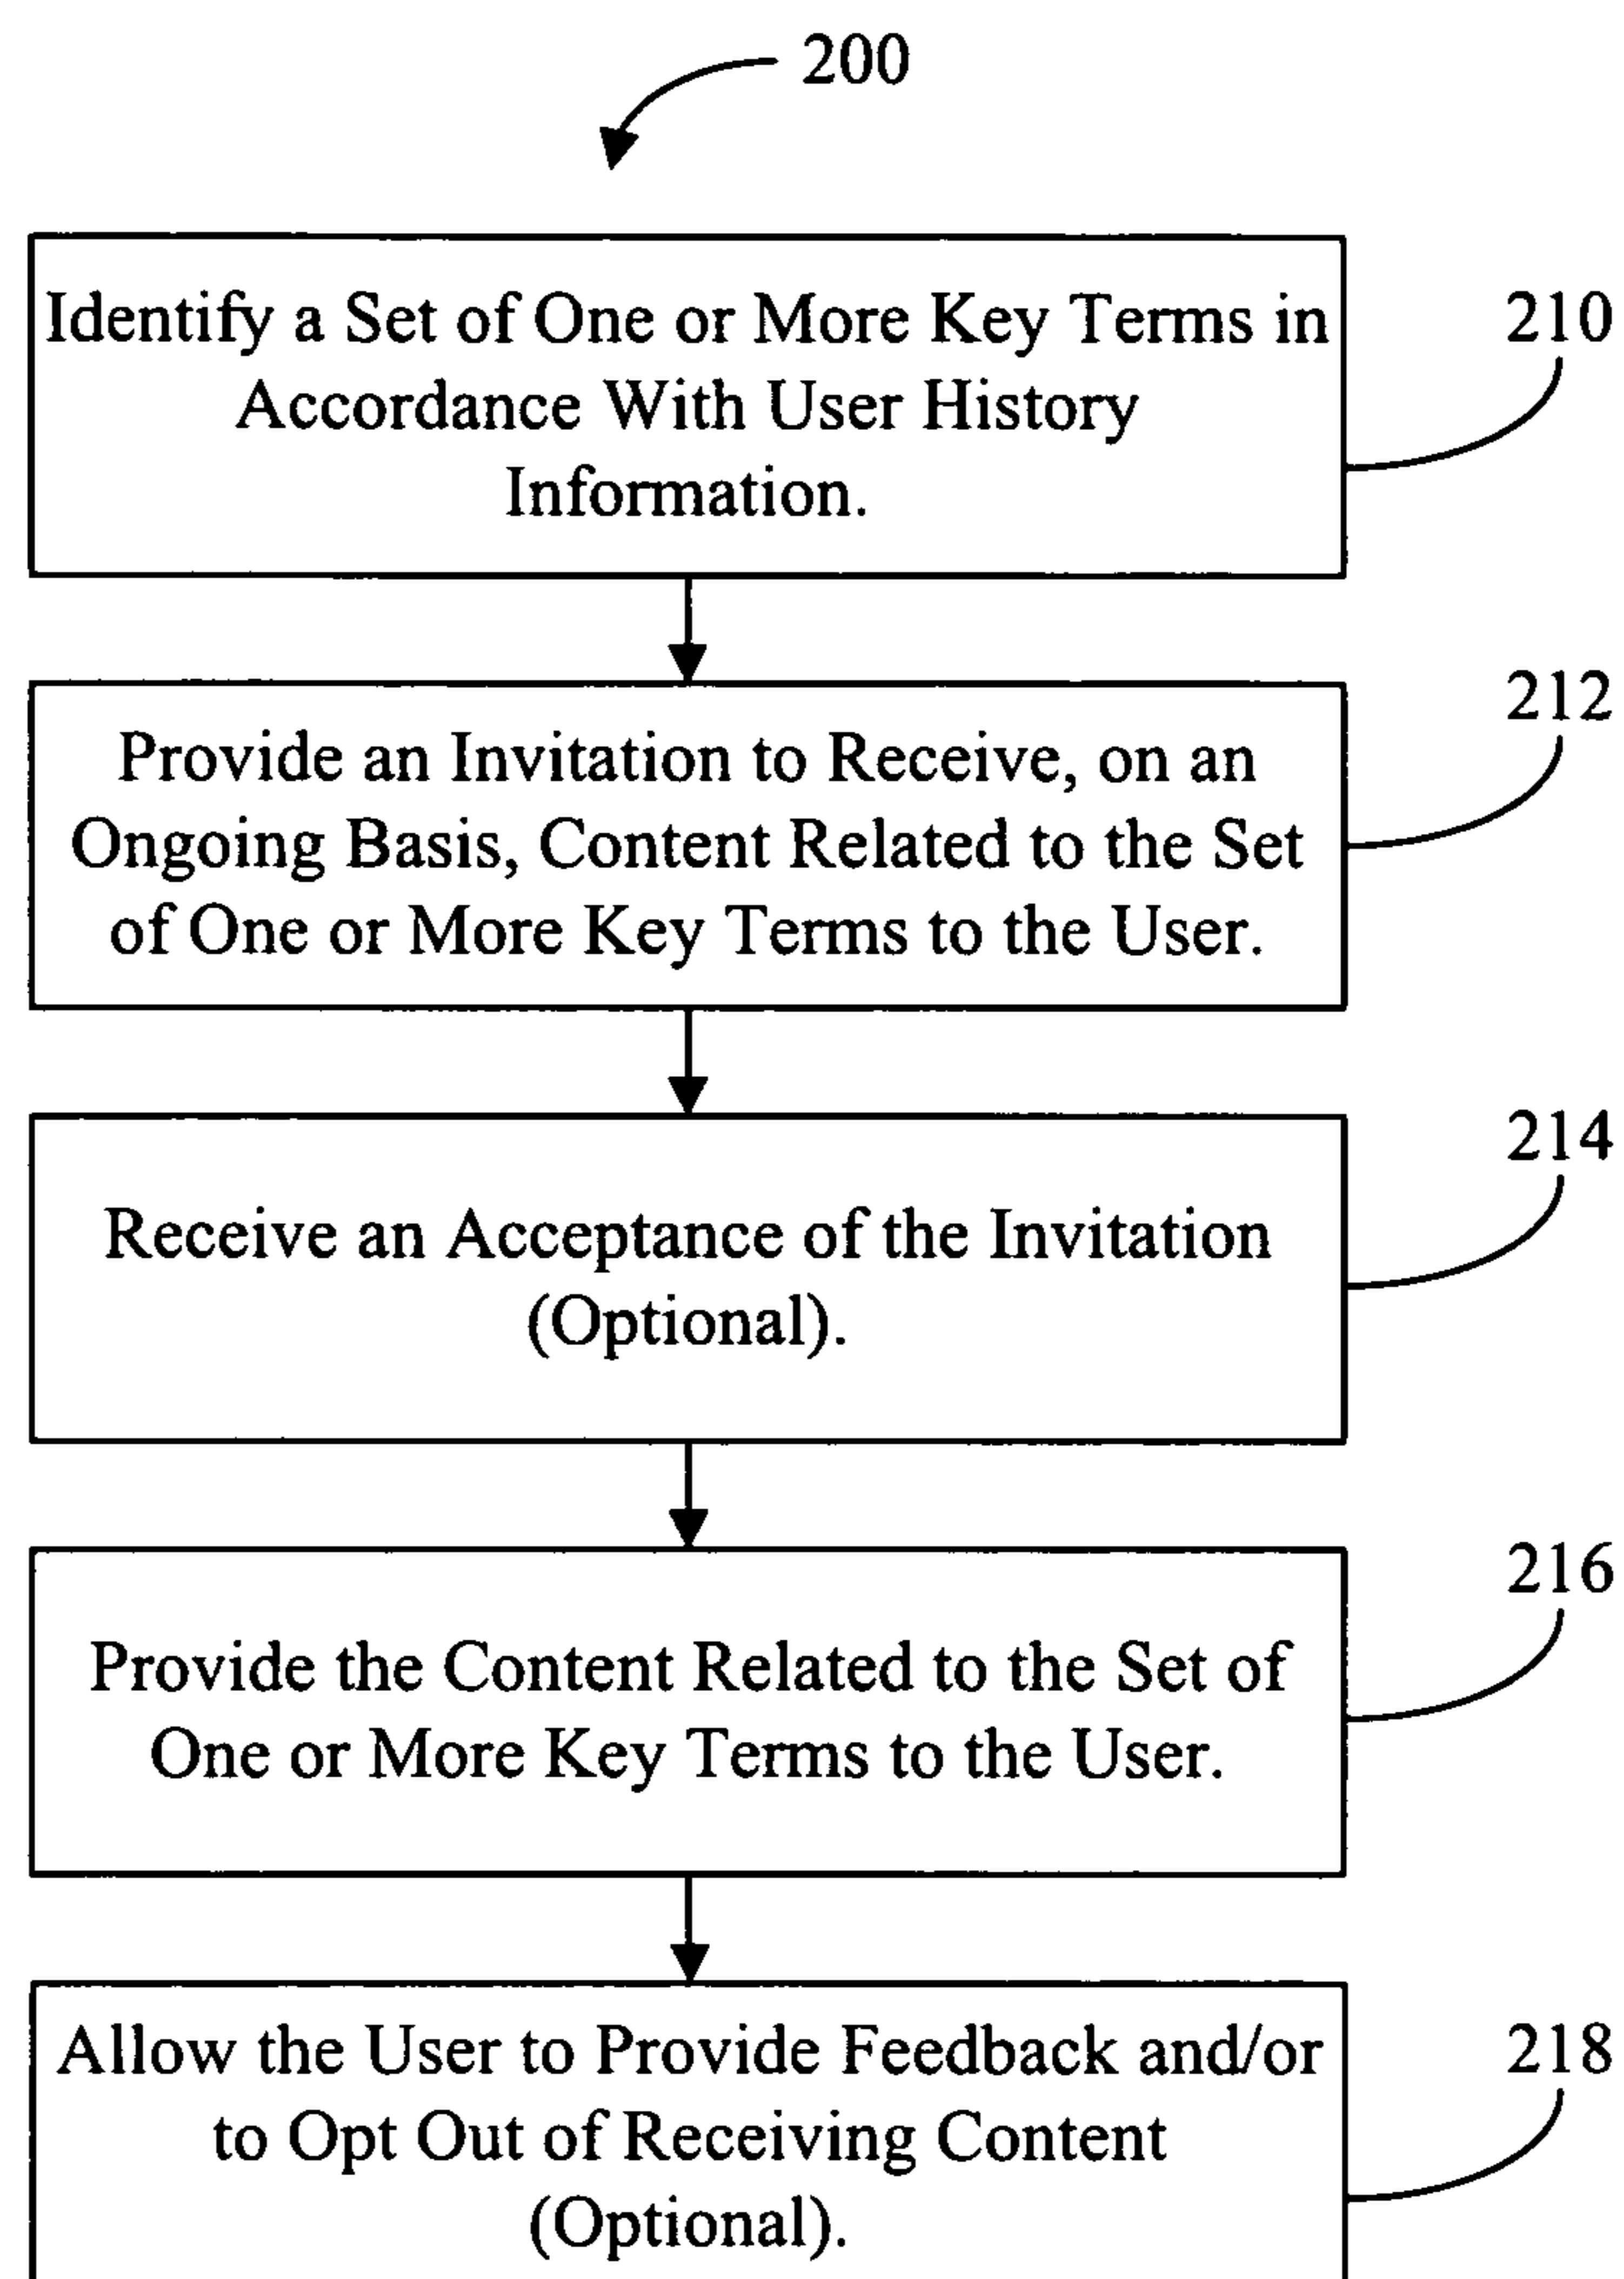 200
Identify a Set of One or More Key Terms in
Accordance With User History
Information.
210
Provide an Invitation to Receive, on an
Ongoing Basis, Content Related to the Set
of One or More Key Terms to the User.
212
Receive an Acceptance of the Invitation
(Optional).
214
Provide the Content Related to the Set of
One or More Key Terms to the User.
216
Allow the User to Provide Feedback and/or
to Opt Out of Receiving Content
(Optional).
218